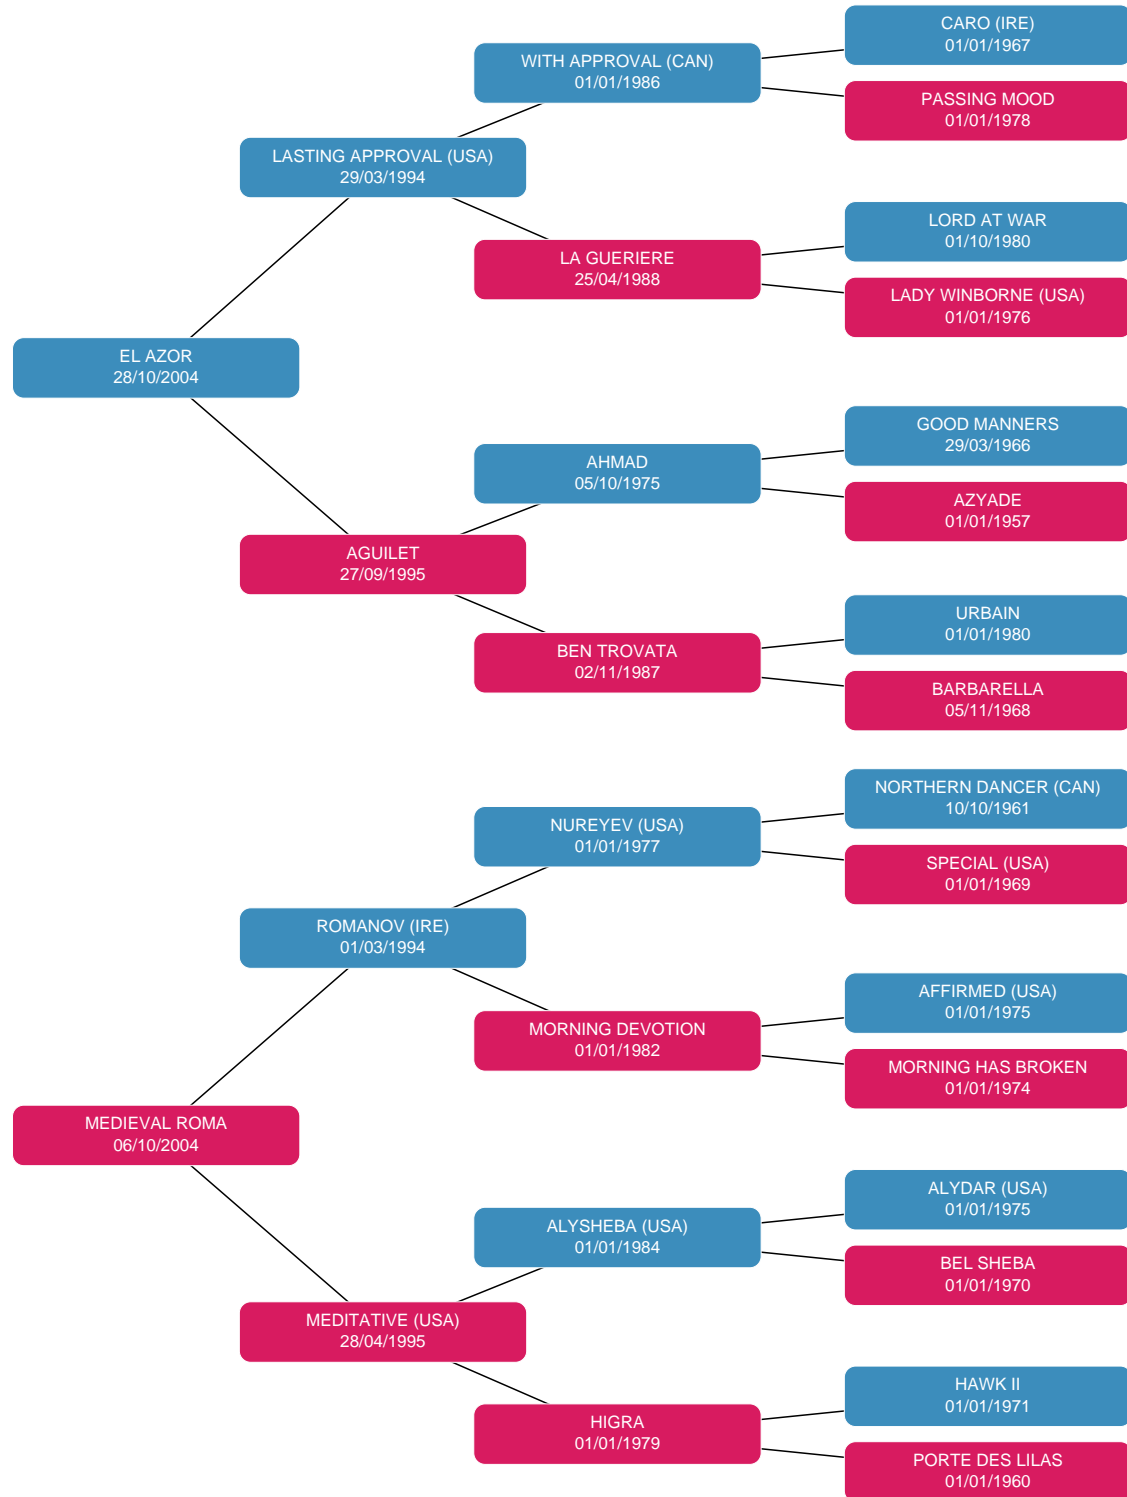 CARO (IRE)
01/01/1967
WITH APPROVAL (CAN)
01/01/1986
PASSING MOOD
01/01/1978
LASTING APPROVAL (USA)
29/03/1994
LORD AT WAR
01/10/1980
LA GUERIERE
25/04/1988
LADY WINBORNE (USA)
01/01/1976
EL AZOR
28/10/2004
GOOD MANNERS
29/03/1966
AHMAD
05/10/1975
AZYADE
01/01/1957
AGUILET
27/09/1995
URBAIN
01/01/1980
BEN TROVATA
02/11/1987
BARBARELLA
05/11/1968
NORTHERN DANCER (CAN)
10/10/1961
NUREYEV (USA)
01/01/1977
SPECIAL (USA)
01/01/1969
ROMANOV (IRE)
01/03/1994
AFFIRMED (USA)
01/01/1975
MORNING DEVOTION
01/01/1982
MORNING HAS BROKEN
01/01/1974
MEDIEVAL ROMA
06/10/2004
ALYDAR (USA)
01/01/1975
ALYSHEBA (USA)
01/01/1984
BEL SHEBA
01/01/1970
MEDITATIVE (USA)
28/04/1995
HAWK II
01/01/1971
HIGRA
01/01/1979
PORTE DES LILAS
01/01/1960